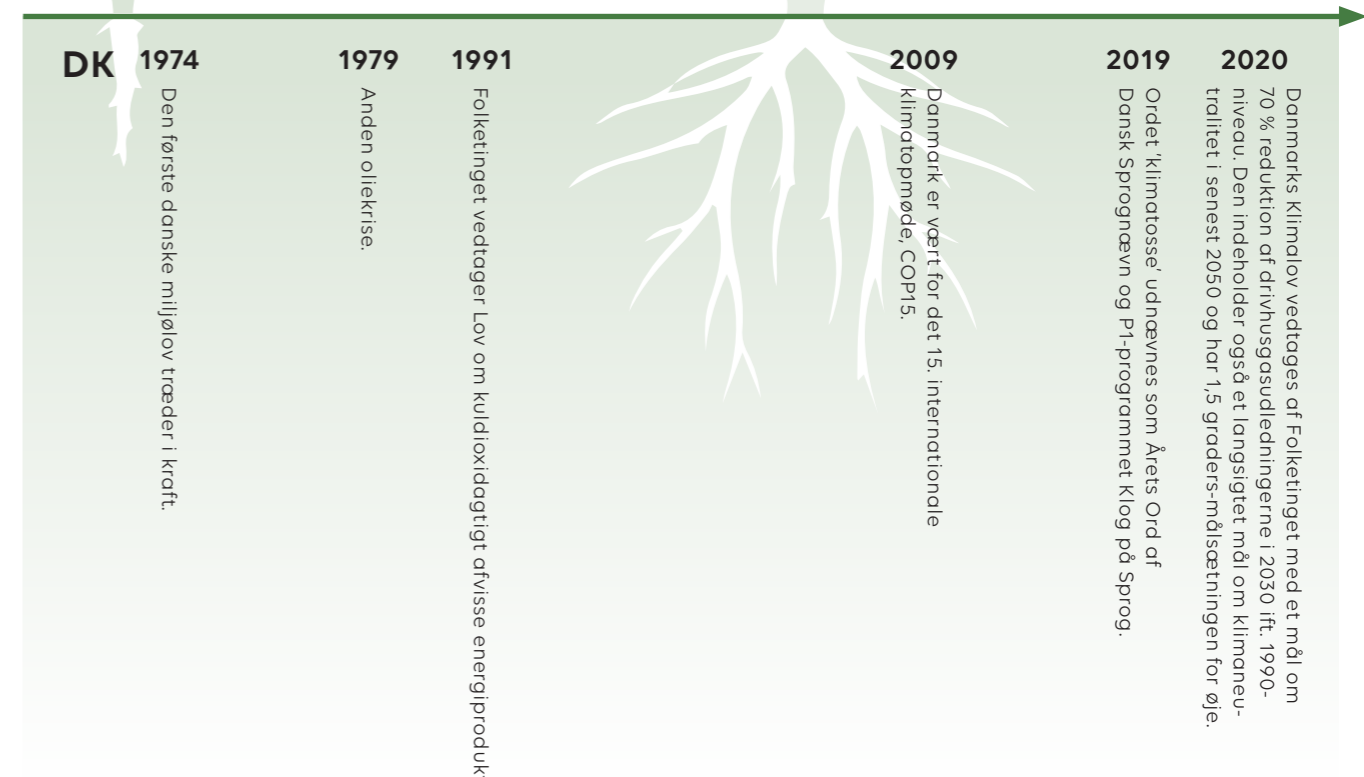 DK
1974
Den første danske miljølov træder i kraft.
1979
Anden oliekrise.
1991
Folketinget vedtager Lov om kuldioxidagtigt afvisse energiproduk
2009
Danmark er vært for det 15. internationale
klimatopmøde, COP15.
2019
Ordet ‘klimatosse’ udnævnes som Årets Ord af
Dansk Sprognævn og P1-programmet Klog på Sprog.
2020
Danmarks Klimalov vedtages af Folketinget med et mål om
70 % reduktion af drivhusgasudledningerne i 2030 ift. 1990-
niveau. Den indeholder også et langsigtet mål om klimaneu-
tralitet i senest 2050 og har 1,5 graders-målsætningen for øje.